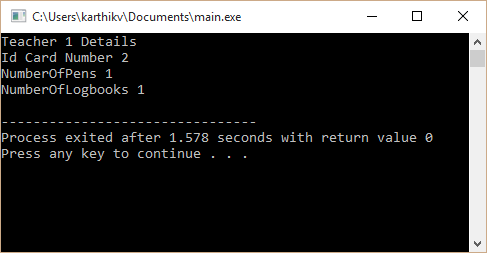 C:\Users\karthikv\Documents\main.exe
Teacher 1 Details
Id Card Number 2
NumberOfPens 1
NumberOfLogbooks 1
--------------------------------
Process exited after 1.578 seconds with return value 0
Press any key to continue . . .